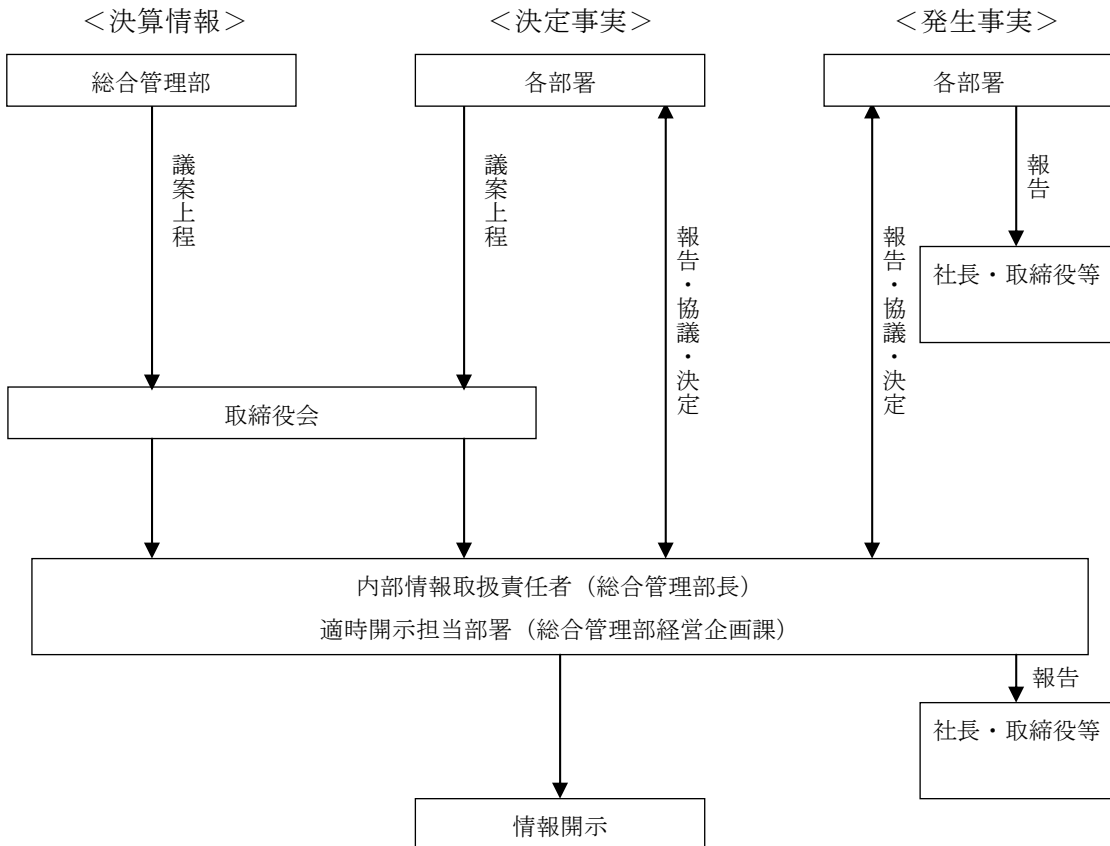 ＜決算情報＞
＜決定事実＞
＜発生事実＞
総合管理部
各部署
各部署
議案上程
議案上程
報告・協議・決定
報告・協議・決定
報告
社長・取締役等
取締役会
内部情報取扱責任者（総合管理部長）
適時開示担当部署（総合管理部経営企画課）
報告
社長・取締役等
情報開示